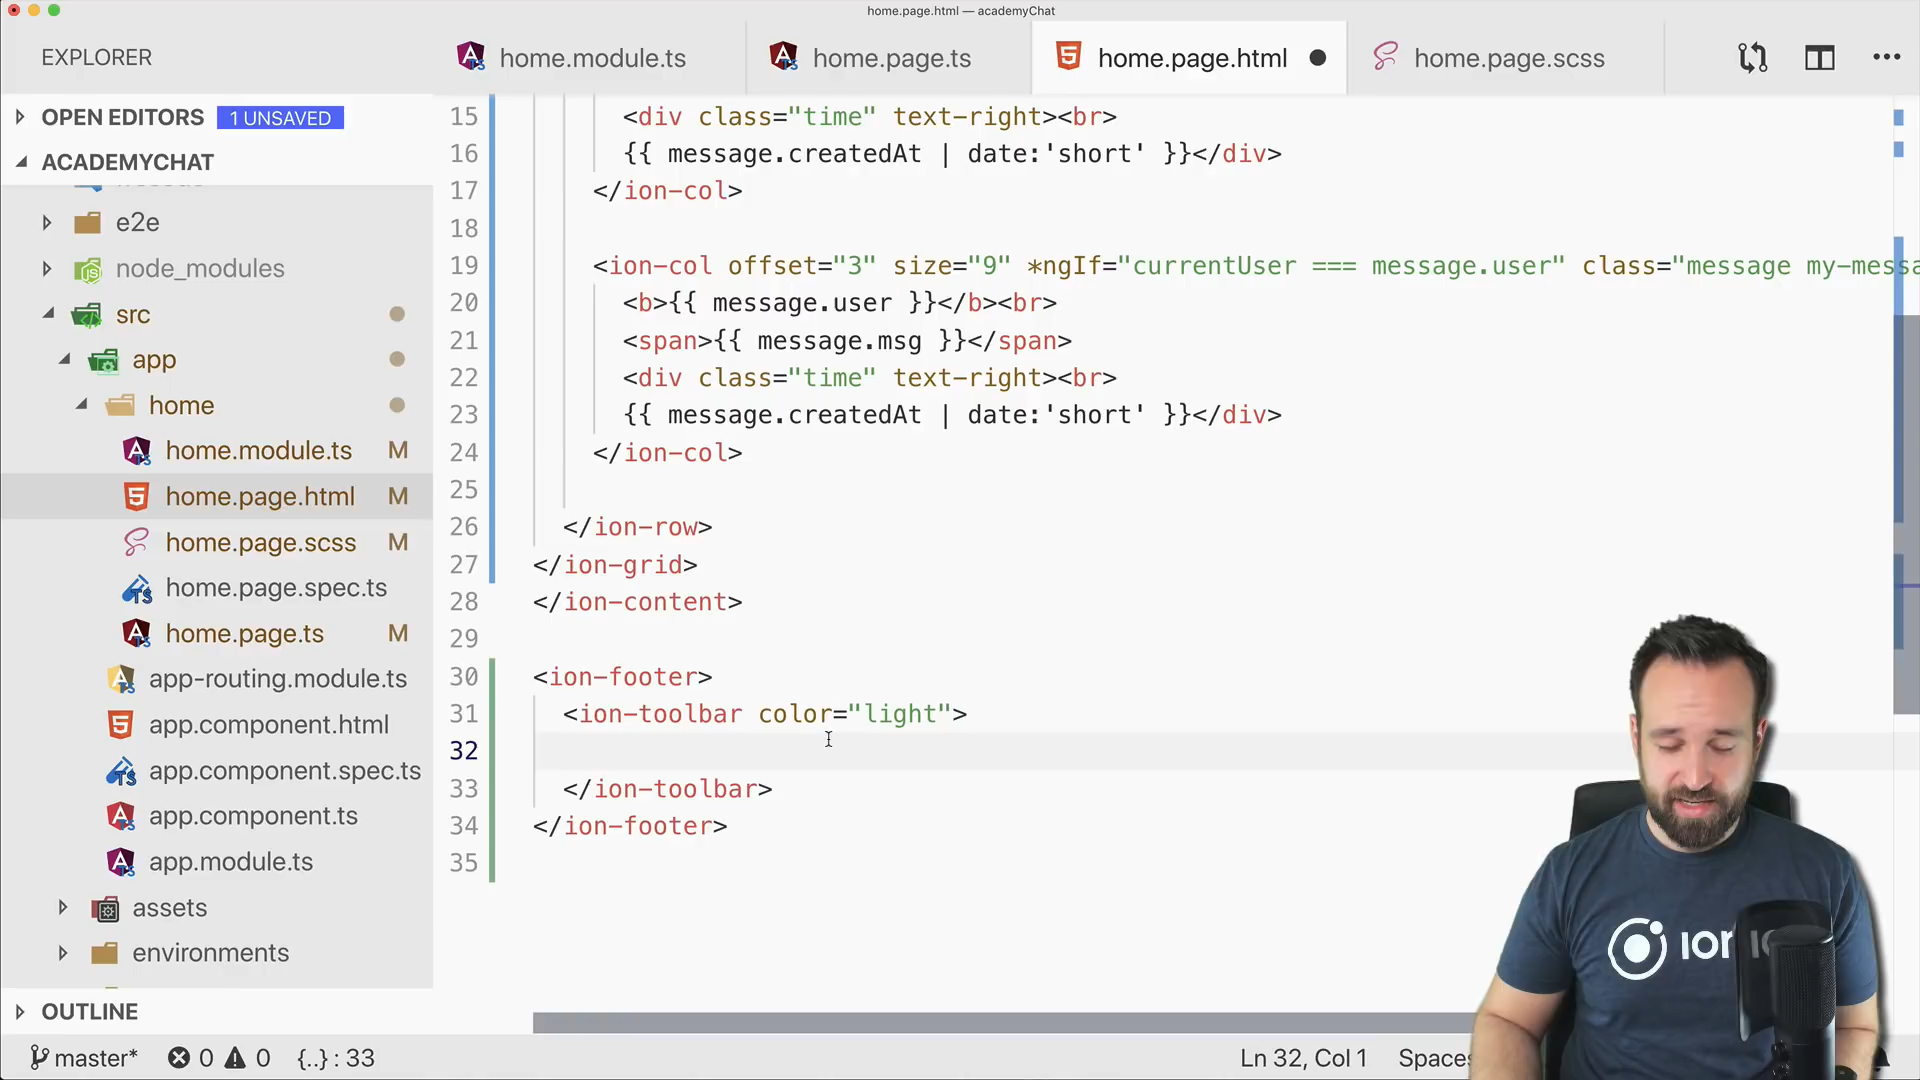 home.page.html — academyChat
EXPLORER
home.module.ts
home.page.ts
home.page.html
home.page.scss
OPEN EDITORS
1 UNSAVED
ACADEMYCHAT
e2e
node_modules
src
app
home
home.module.ts M
home.page.html M
home.page.scss M
home.page.spec.ts
home.page.ts M
app-routing.module.ts
app.component.html
app.component.spec.ts
app.component.ts
app.module.ts
assets
environments
OUTLINE
15 <div class="time" text-right><br>
16 {{ message.createdAt | date:'short' }}</div>
17 </ion-col>
18
19 <ion-col offset="3" size="9" *ngIf="currentUser === message.user" class="message my-messa
20 <b>{{ message.user }}</b><br>
21 <span>{{ message.msg }}</span>
22 <div class="time" text-right><br>
23 {{ message.createdAt | date:'short' }}</div>
24 </ion-col>
25
26 </ion-row>
27 </ion-grid>
28 </ion-content>
29
30 <ion-footer>
31 <ion-toolbar color="light">
32
33 </ion-toolbar>
34 </ion-footer>
35
master* 0 0 {..} : 33
Ln 32, Col 1 Spaces